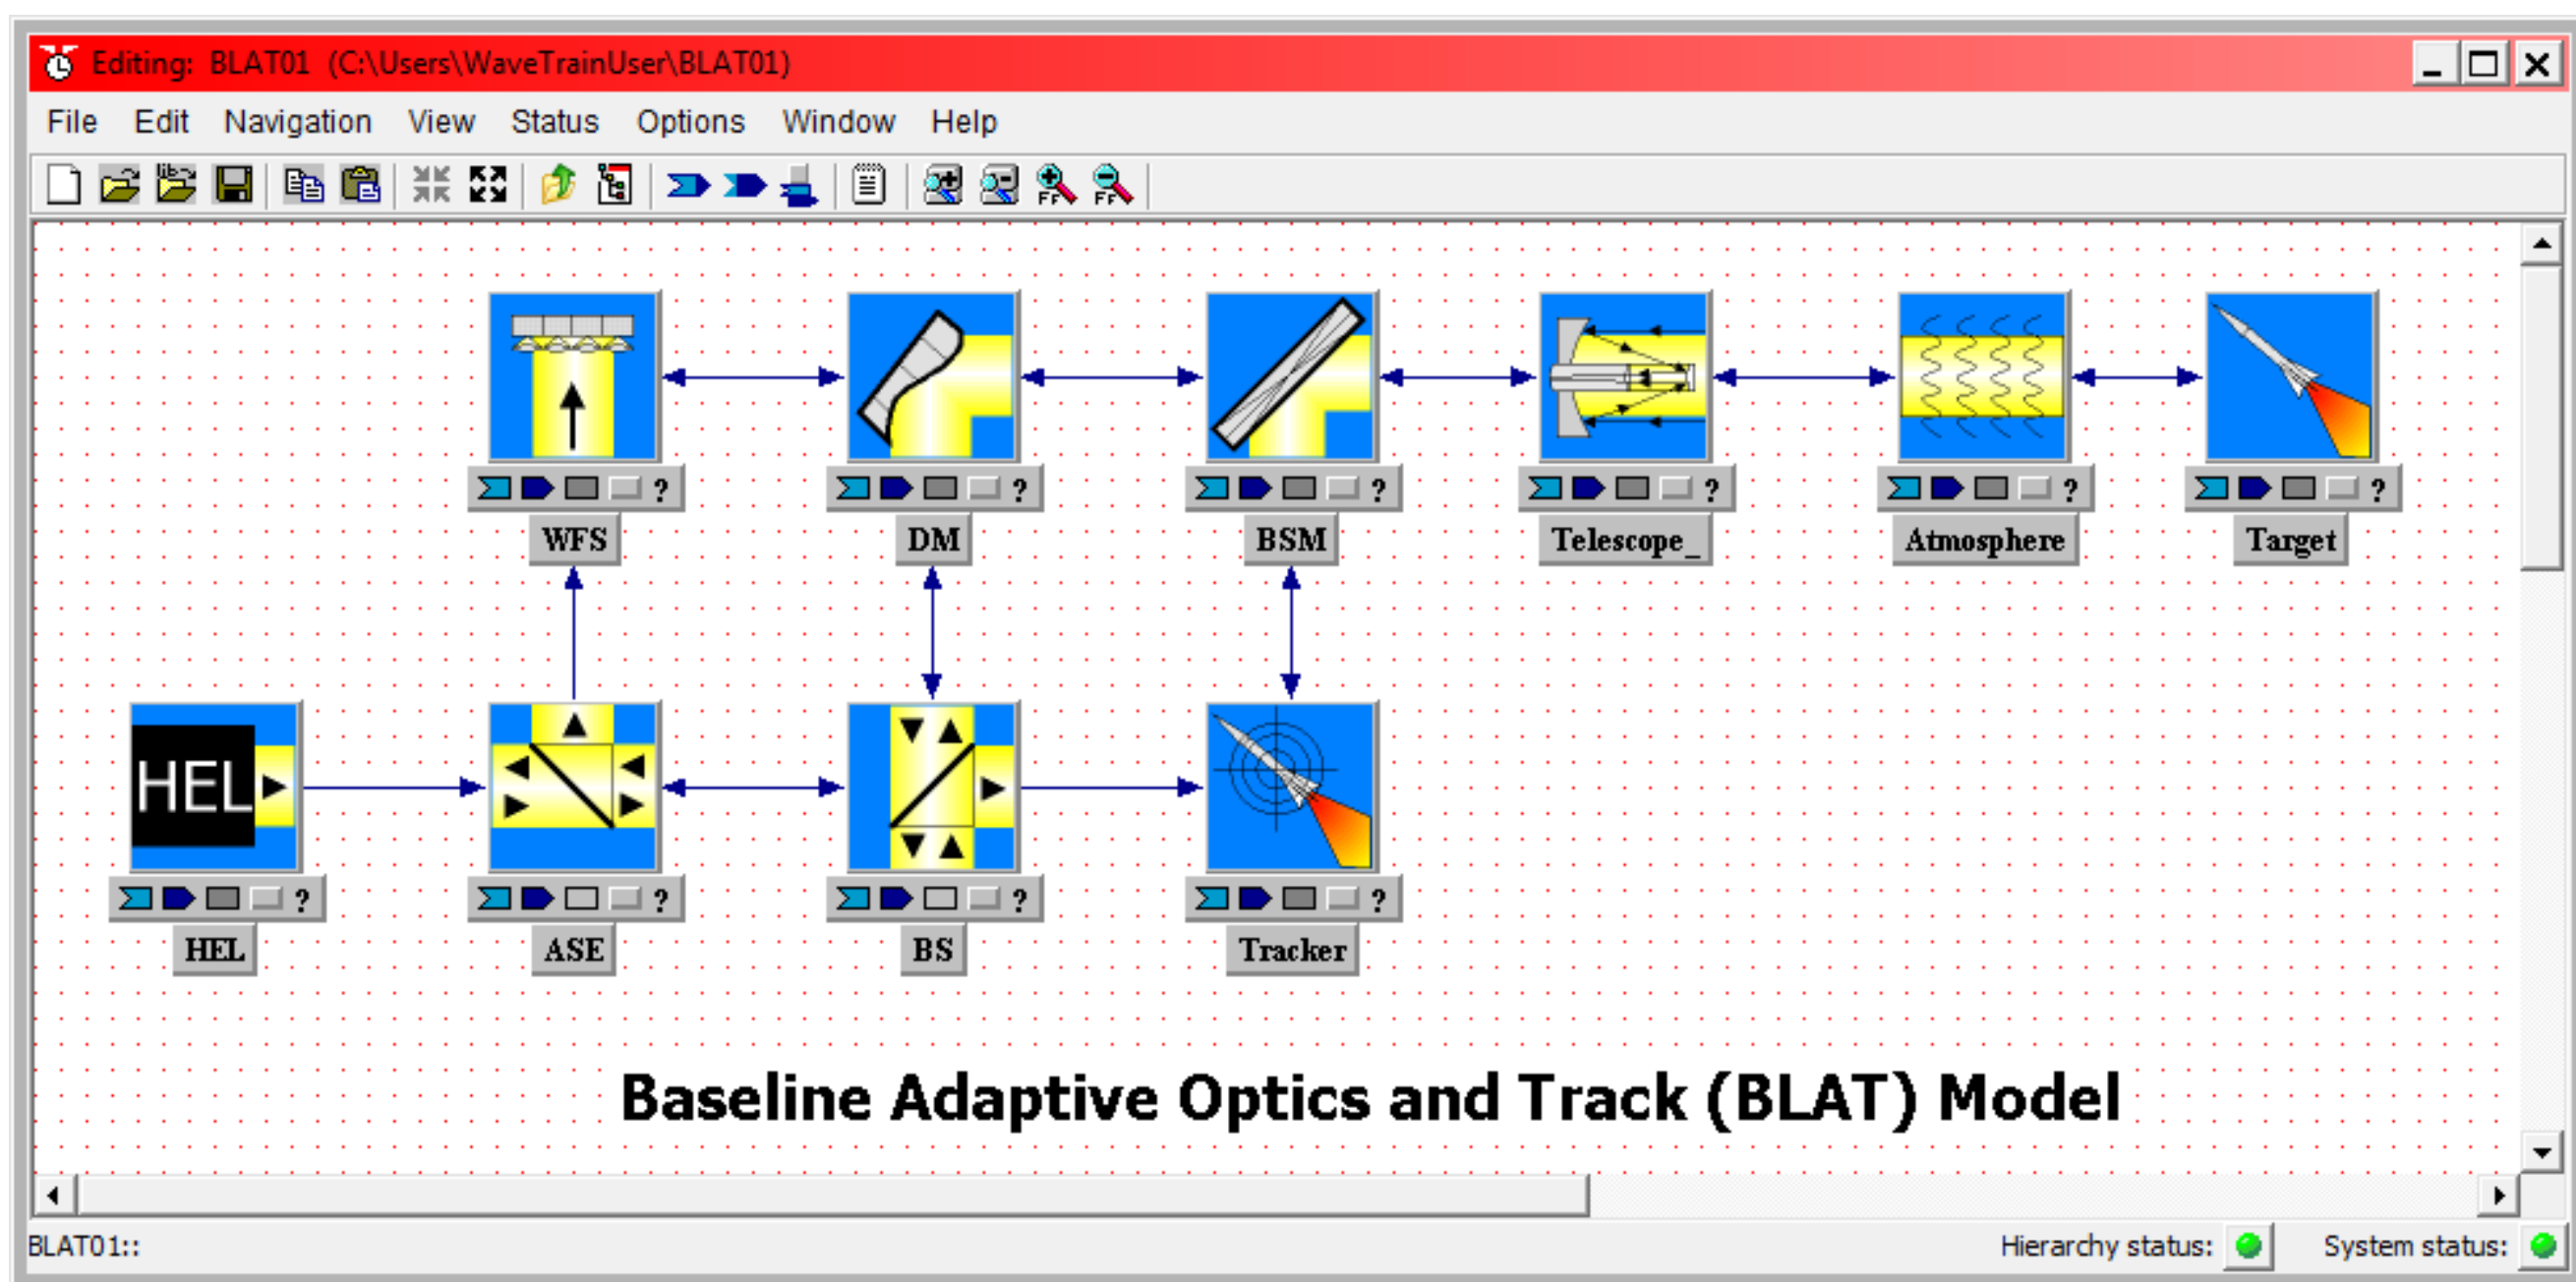 Editing: BLAT01 (C:\Users\WaveTrainUser\BLAT01)
File Edit Navigation View Status Options Window Help
WFS DM BSM Telescope_ Atmosphere Target
HEL
HEL ASE BS Tracker
Baseline Adaptive Optics and Track (BLAT) Model
BLAT01:: Hierarchy status: System status: